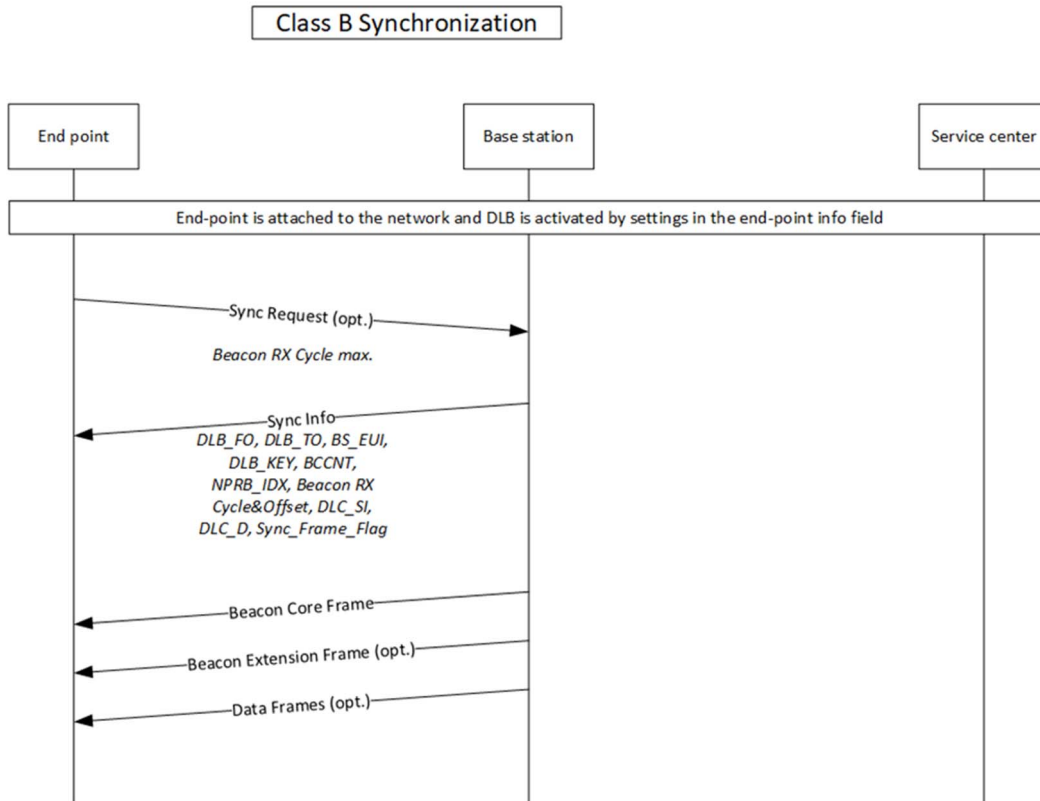 Class B Synchronization
End point
Base station
Service center
End-point is attached to the network and DLB is activated by settings in the end-point info field
Sync Request (opt.)
Beacon RX Cycle max.
Sync Info
DLB_FO, DLB_TO, BS_EUI,
DLB_KEY, BCCNT,
NPRB_IDX, Beacon RX
Cycle&Offset, DLC_SI,
DLC_D, Sync_Frame_Flag
Beacon Core Frame
Beacon Extension Frame (opt.)
Data Frames (opt.)